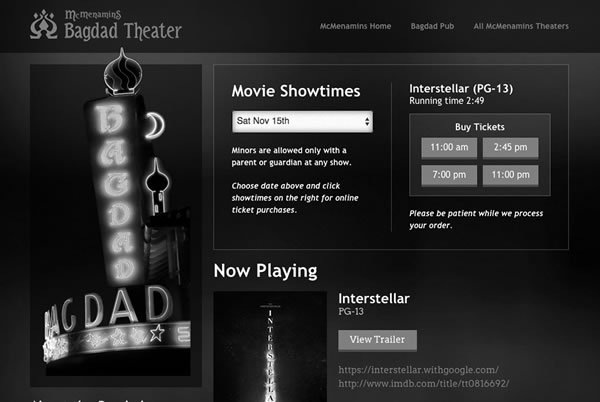 McMenamins
Bagdad Theater
McMenamins Home
Bagdad Pub
All McMenamins Theaters
BAGDAD
BAGDAD
Movie Showtimes
Sat Nov 15th
Minors are allowed only with a
parent or guardian at any show.
Choose date above and click
showtimes on the right for online
ticket purchases.
Interstellar (PG-13)
Running time 2:49
Buy Tickets
11:00 am
2:45 pm
7:00 pm
11:00 pm
Please be patient while we process
your order.
Now Playing
INTERSTELLA
Interstellar
PG-13
View Trailer
https://interstellar.withgoogle.com/
http://www.imdb.com/title/tt0816692/